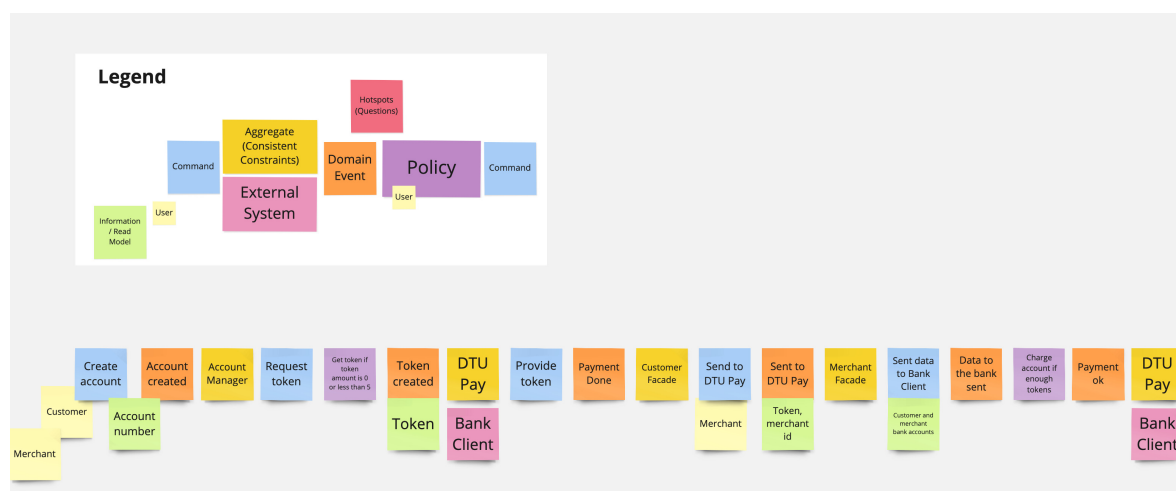 Legend
Hotspots
(Questions)
Aggregate
(Consistent
Constraints)
Command
Domain
Event
Policy
Command
External
System
User
User
Information
/ Read
Model
Create
account
Account
created
Account
Manager
Request
token
Get token if
token
amount is 0
or less than 5
Token
created
DTU
Pay
Provide
token
Payment
Done
Customer
Facade
Send to
DTU Pay
Sent to
DTU Pay
Merchant
Facade
Sent data
to Bank
Client
Data to
the bank
sent
Charge
account if
enough
tokens
Payment
ok
DTU
Pay
Customer
Merchant
Account
number
Token
Bank
Client
Merchant
Token,
merchant
id
Customer and
merchant
bank accounts
Bank
Client